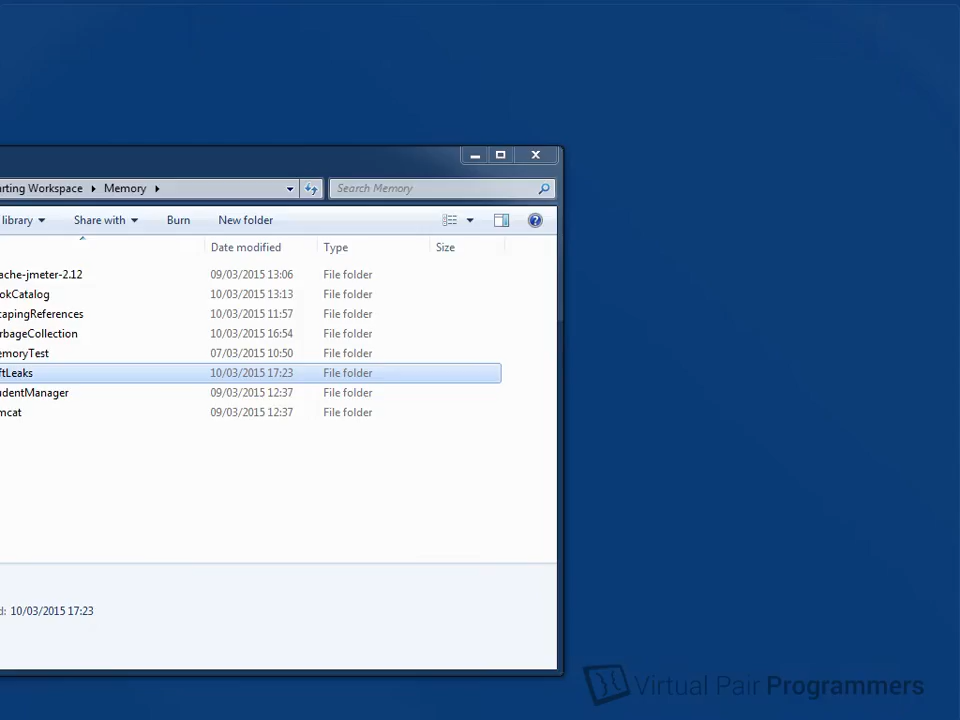 rting Workspace Memory Search Memory
library Share with Burn New folder
Date modified Type Size
ache-jmeter-2.12 09/03/2015 13:06 File folder
okCatalog 10/03/2015 13:13 File folder
capingReferences 10/03/2015 11:57 File folder
rbageCollection 10/03/2015 16:54 File folder
emoryTest 07/03/2015 10:50 File folder
ftLeaks 10/03/2015 17:23 File folder
udentManager 09/03/2015 12:37 File folder
mcat 09/03/2015 12:37 File folder
d: 10/03/2015 17:23
Virtual Pair Programmers